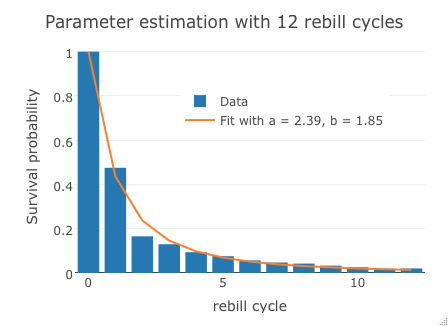 Parameter estimation with 12 rebill cycles
Survival probability
1
0.8
0.6
0.4
0.2
0
Data
Fit with a = 2.39, b = 1.85
0
5
10
rebill cycle